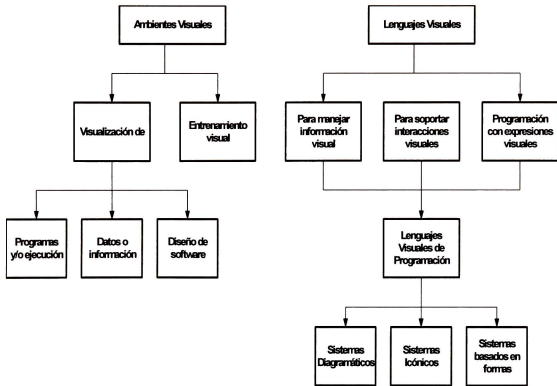 Ambientes Visuales
Lenguajes Visuales
Visualización de
Entrenamiento
visual
Para manejar
información
visual
Para soportar
interacciones
visuales
Programación
con expresiones
visuales
Programas
y/o ejecución
Datos o
información
Diseño de
software
Lenguajes
Visuales de
Programación
Sistemas
Diagramáticos
Sistemas
Icónicos
Sistemas
basados en
formas